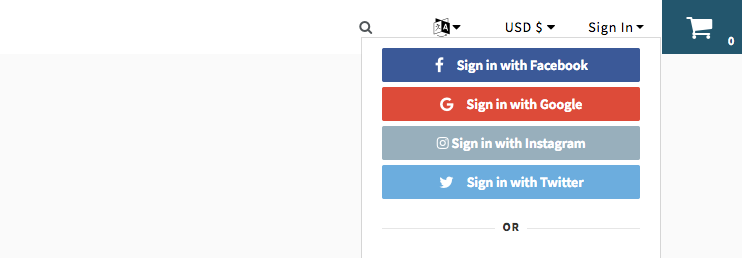 USD $ Sign In
0
Sign in with Facebook
Sign in with Google
Sign in with Instagram
Sign in with Twitter
OR